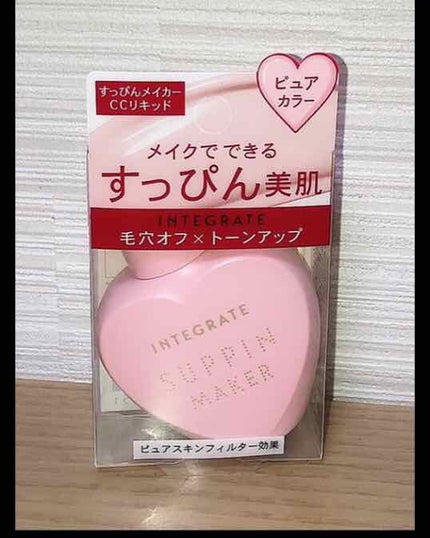 すっぴんメイカー
CCリキッド
ピュア
カラー
メイクで できる
すっぴん美肌
INTEGRATE
毛穴オフ×トーンアップ
INTEGRATE
SUPPIN
MAKER
ピュアスキンフィルター効果